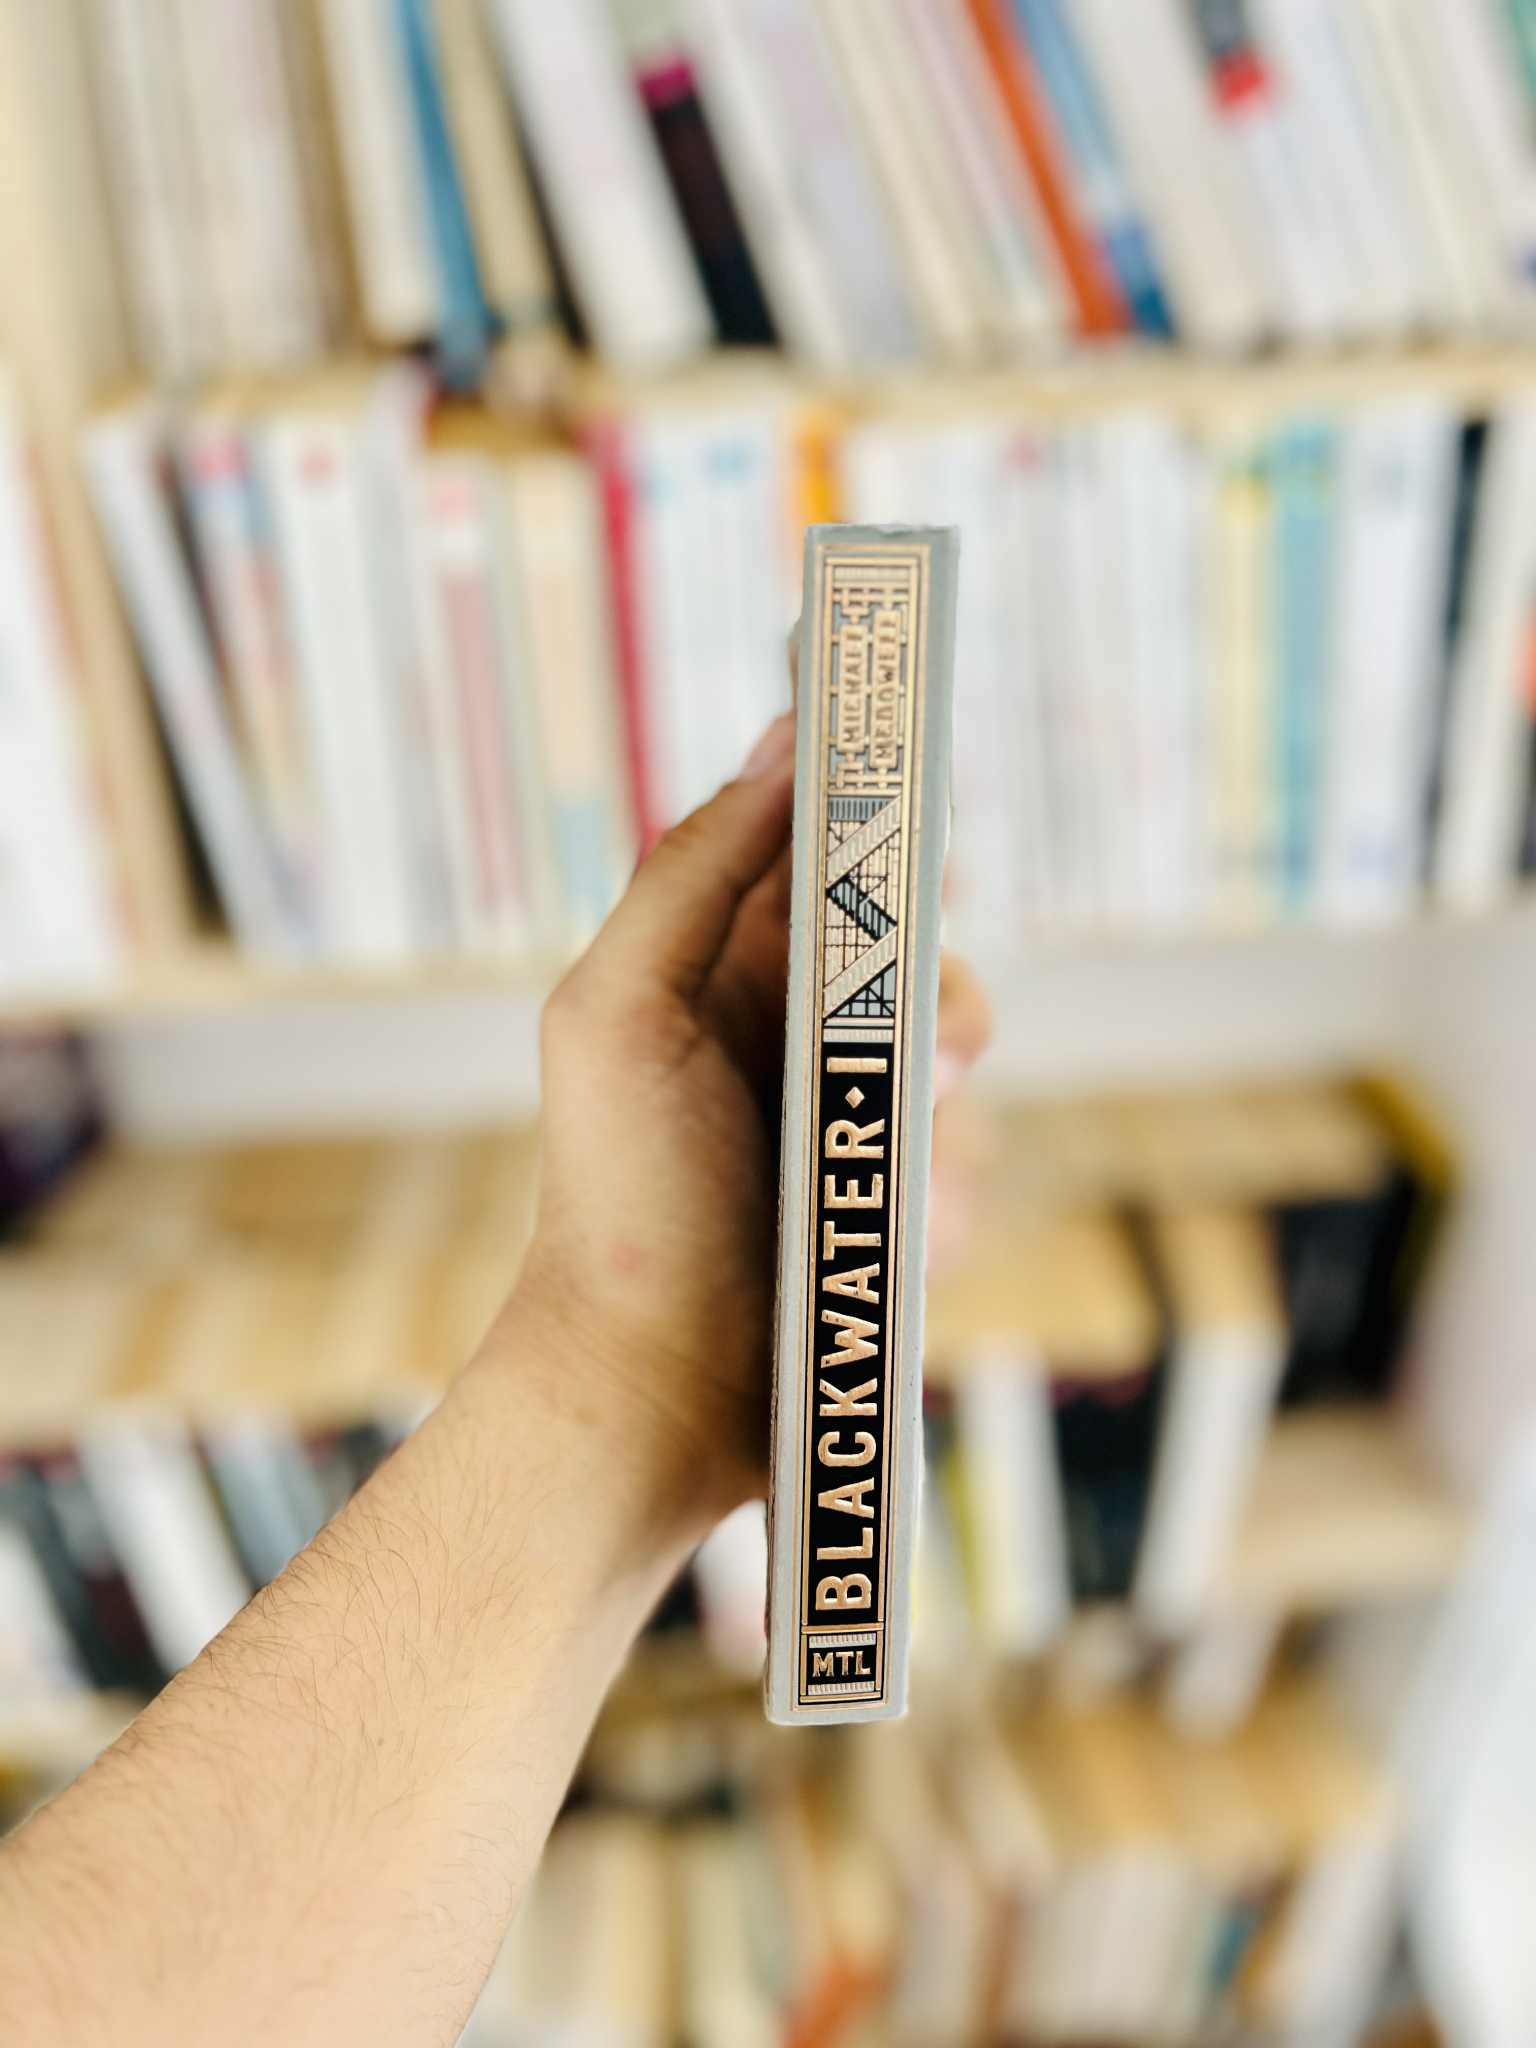 MICHAEL
McDOWELL
BLACKWATER ◆ I
MTL